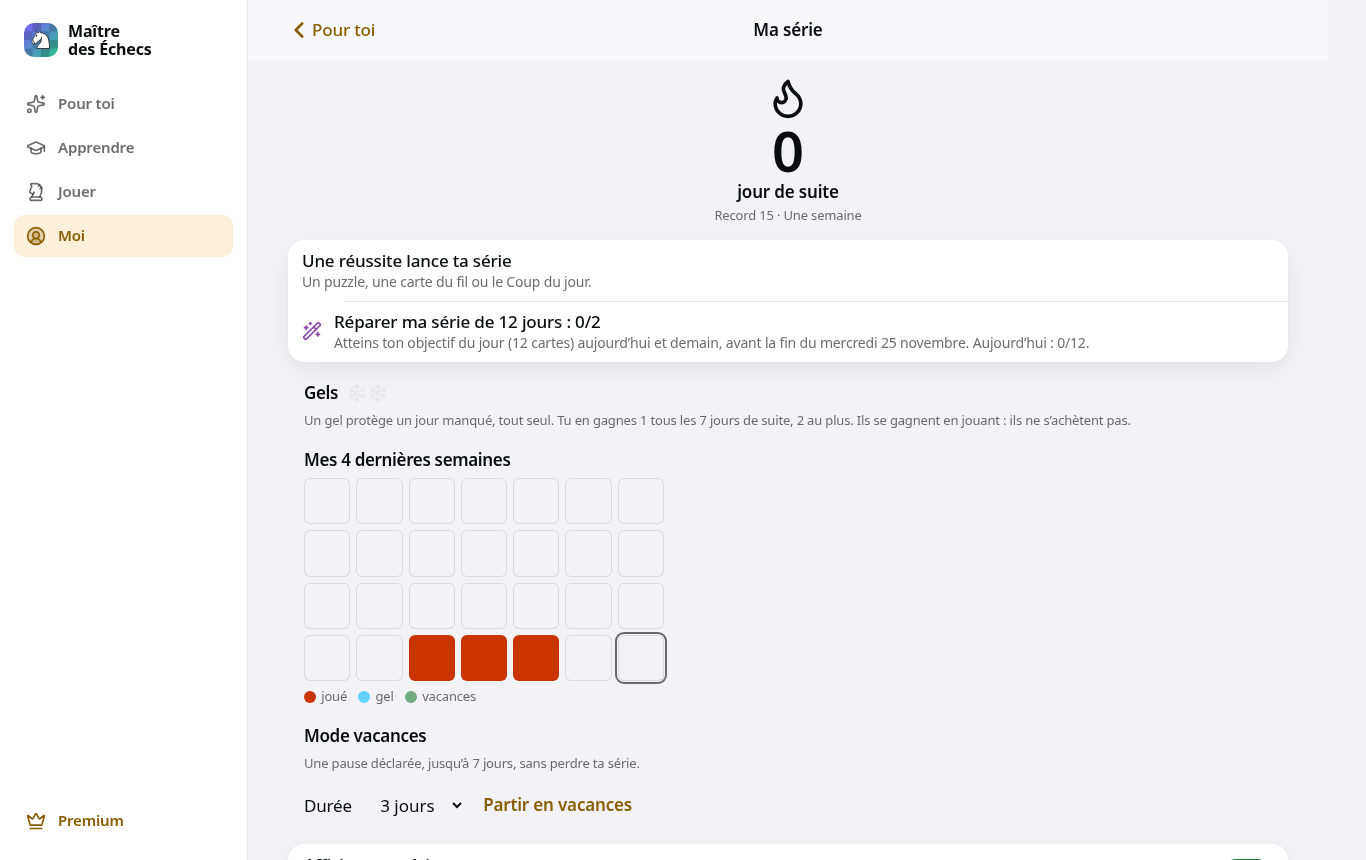 Maître
des Échecs
Pour toi
Apprendre
Jouer
Moi
Premium
Pour toi
Ma série
0
jour de suite
Record 15 · Une semaine
Une réussite lance ta série
Un puzzle, une carte du fil ou le Coup du jour.
Réparer ma série de 12 jours : 0/2
Atteins ton objectif du jour (12 cartes) aujourd’hui et demain, avant la fin du mercredi 25 novembre. Aujourd’hui : 0/12.
Gels
Un gel protège un jour manqué, tout seul. Tu en gagnes 1 tous les 7 jours de suite, 2 au plus. Ils se gagnent en jouant : ils ne s’achètent pas.
Mes 4 dernières semaines
joué gel vacances
Mode vacances
Une pause déclarée, jusqu’à 7 jours, sans perdre ta série.
Durée 3 jours Partir en vacances